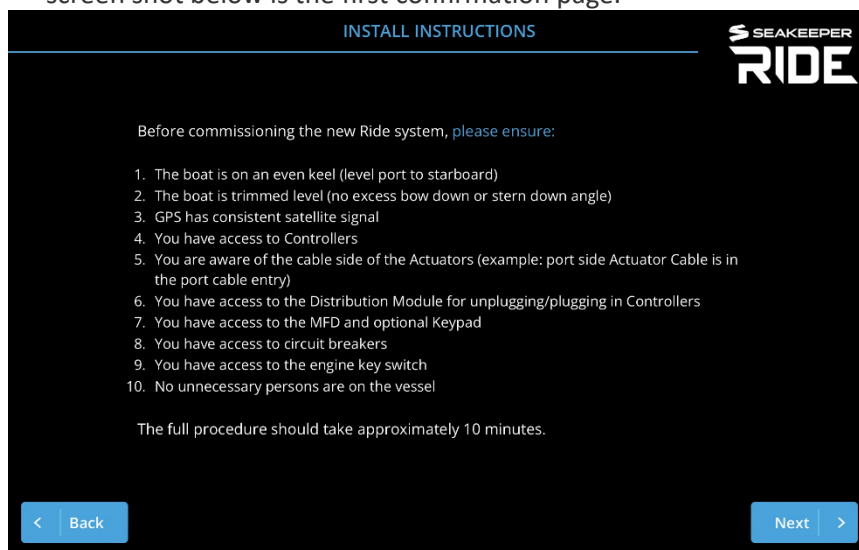 screen shot below is the first confirmation page.
INSTALL INSTRUCTIONS
SEAKEEPER
RIDE
Before commissioning the new Ride system, please ensure:
1. The boat is on an even keel (level port to starboard)
2. The boat is trimmed level (no excess bow down or stern down angle)
3. GPS has consistent satellite signal
4. You have access to Controllers
5. You are aware of the cable side of the Actuators (example: port side Actuator Cable is in
the port cable entry)
6. You have access to the Distribution Module for unplugging/plugging in Controllers
7. You have access to the MFD and optional Keypad
8. You have access to circuit breakers
9. You have access to the engine key switch
10. No unnecessary persons are on the vessel
The full procedure should take approximately 10 minutes.
< Back
Next >